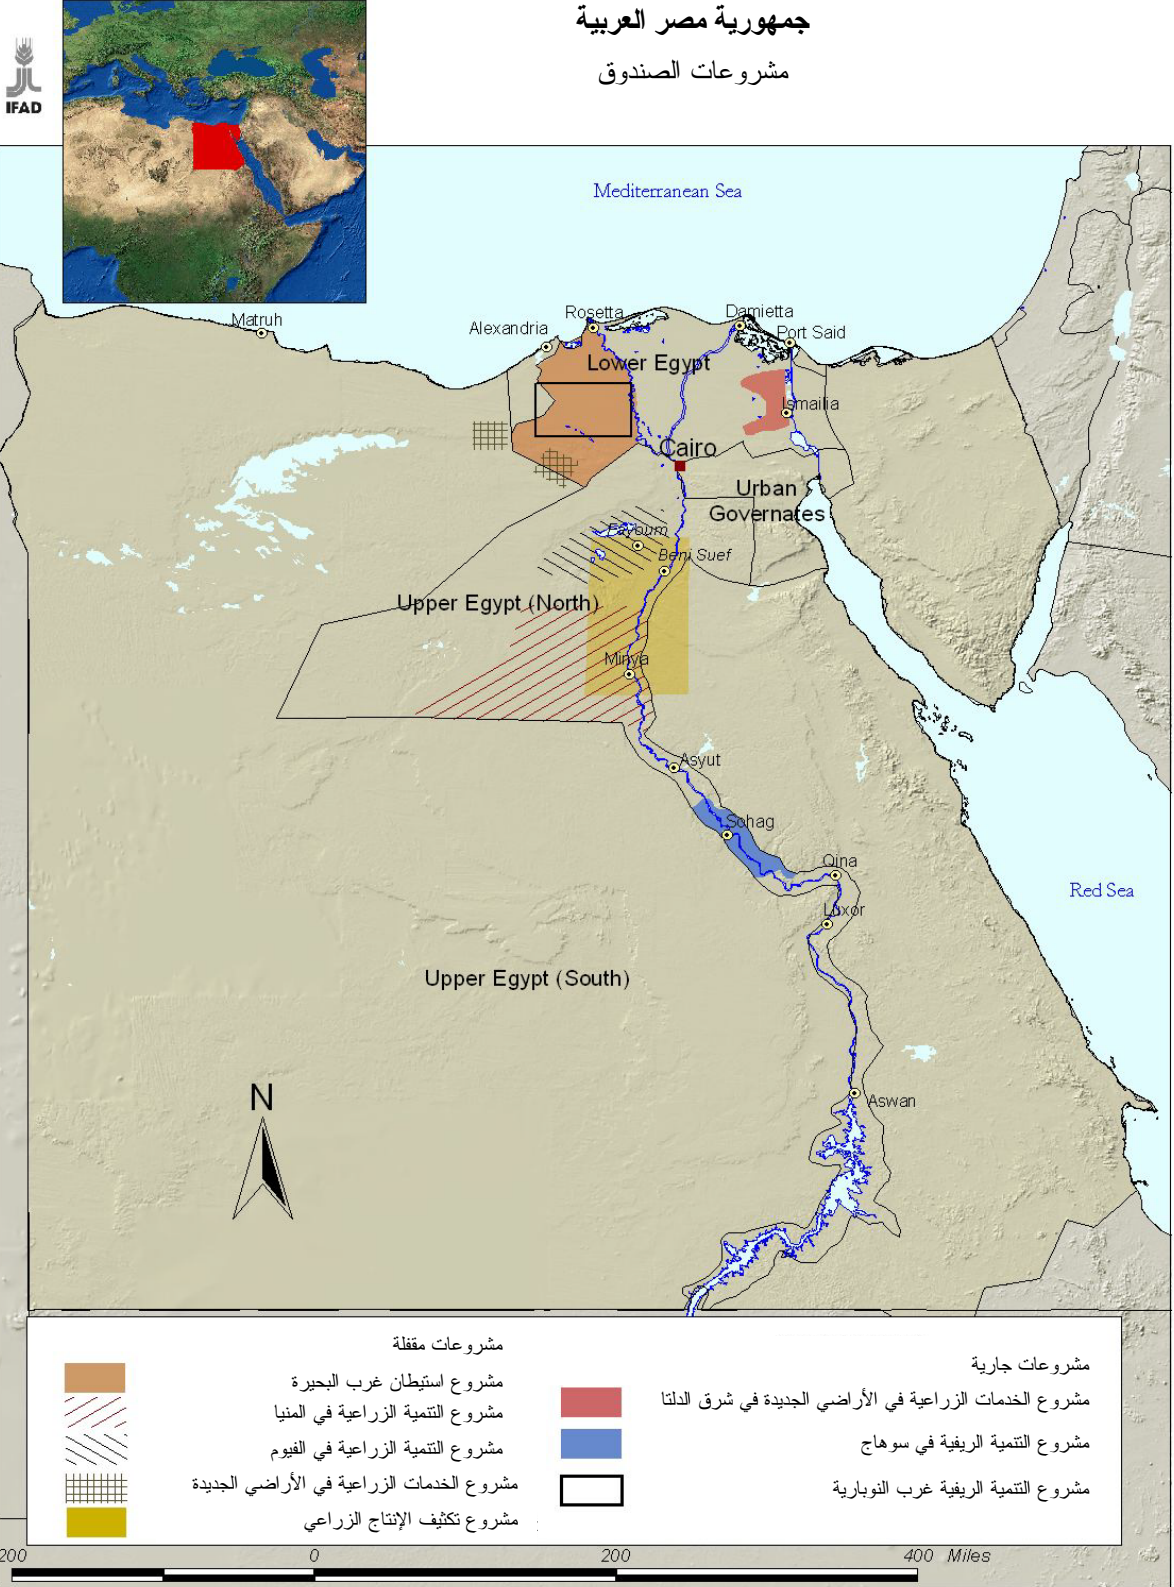 جمهورية مصر العربية
مشروعات الصندوق
IFAD
Mediterranean Sea
Matruh
Alexandria
Rosetta
Damietta
Port Said
Lower Egypt
Ismailia
Cairo
Urban
Governates
Fayoum
Beni Suef
Upper Egypt (North)
Minya
Asyut
Sohag
Qina
Luxor
Red Sea
Upper Egypt (South)
N
Aswan
مشروعات جارية
مشروع الخدمات الزراعية في الأراضي الجديدة في شرق الدلتا
مشروع التنمية الريفية في سوهاج
مشروع التنمية الريفية غرب النوبارية
مشروعات مقفلة
مشروع استيطان غرب البحيرة
مشروع التنمية الزراعية في المنيا
مشروع التنمية الزراعية في الفيوم
مشروع الخدمات الزراعية في الأراضي الجديدة
مشروع تكثيف الإنتاج الزراعي
200 0 200 400 Miles